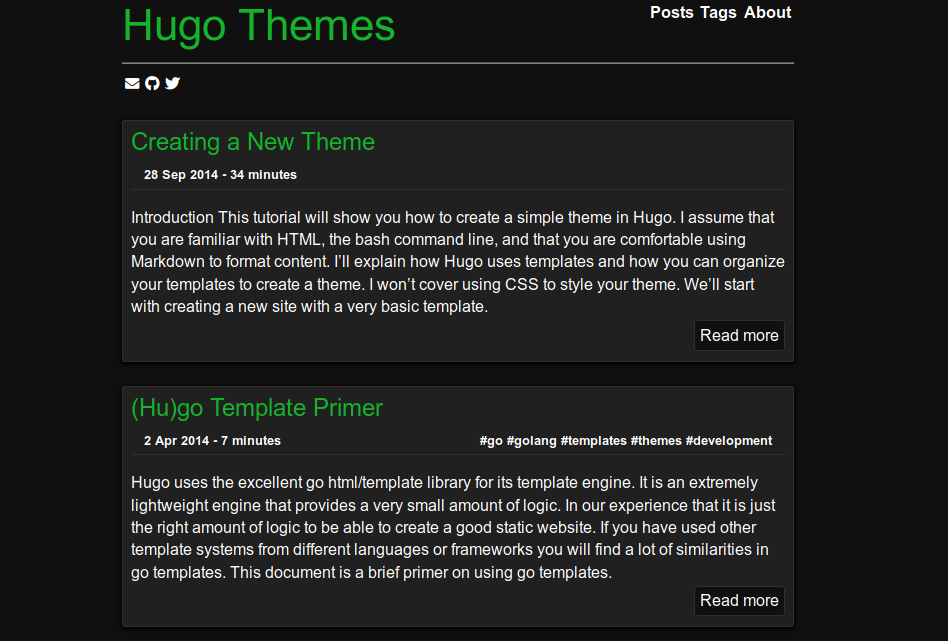 Hugo Themes
Posts Tags About
Creating a New Theme
28 Sep 2014 - 34 minutes
Introduction This tutorial will show you how to create a simple theme in Hugo. I assume that
you are familiar with HTML, the bash command line, and that you are comfortable using
Markdown to format content. I’ll explain how Hugo uses templates and how you can organize
your templates to create a theme. I won’t cover using CSS to style your theme. We’ll start
with creating a new site with a very basic template.
Read more
(Hu)go Template Primer
2 Apr 2014 - 7 minutes
#go #golang #templates #themes #development
Hugo uses the excellent go html/template library for its template engine. It is an extremely
lightweight engine that provides a very small amount of logic. In our experience that it is just
the right amount of logic to be able to create a good static website. If you have used other
template systems from different languages or frameworks you will find a lot of similarities in
go templates. This document is a brief primer on using go templates.
Read more